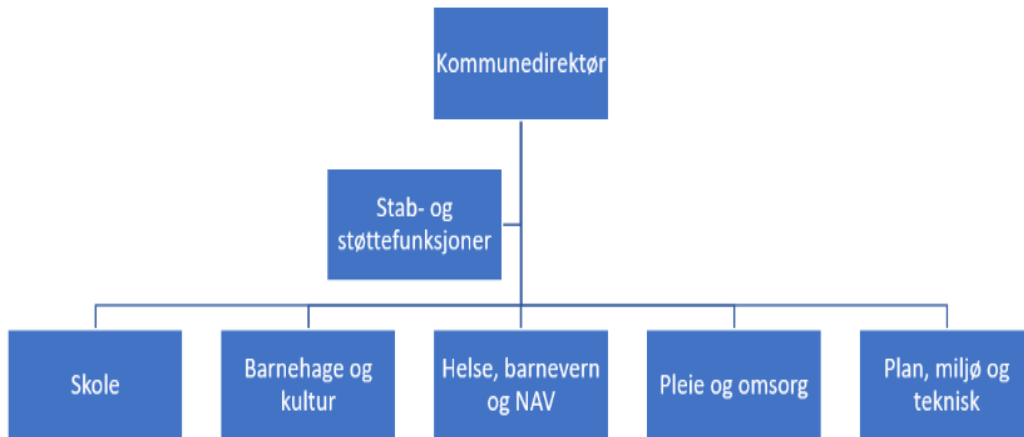 Kommunedirektør
Stab- og
støttefunksjoner
Skole
Barnehage og
kultur
Helse, barnevern
og NAV
Pleie og omsorg
Plan, miljø og
teknisk